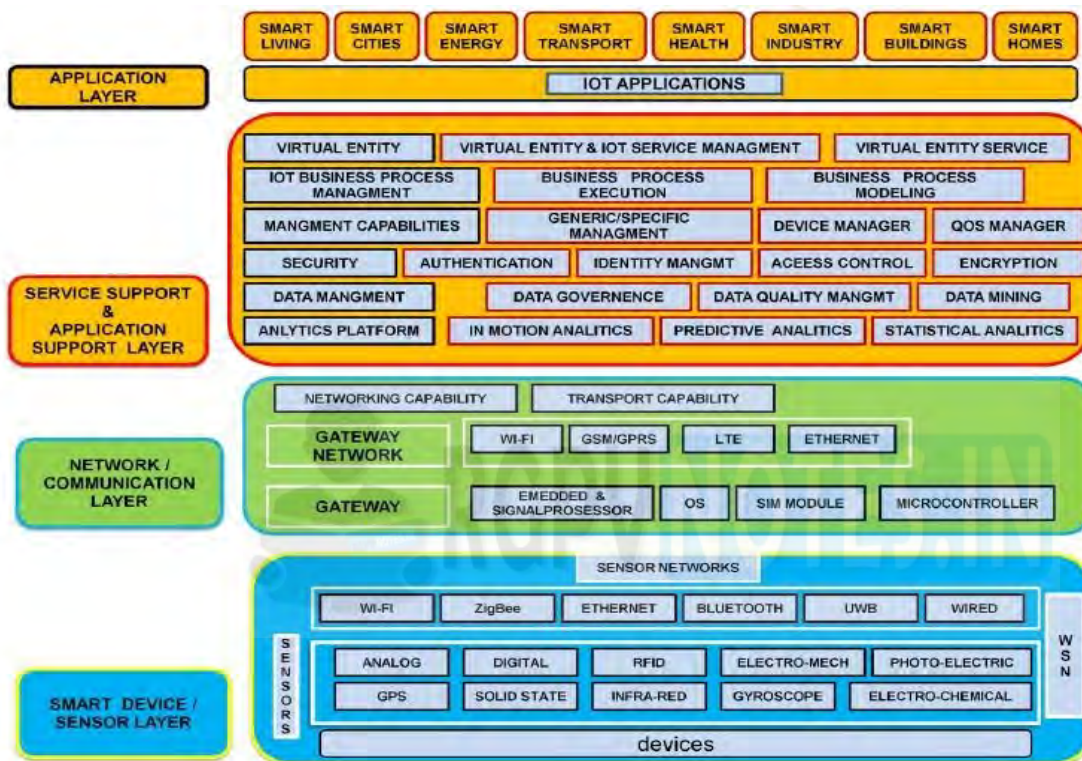 SMART LIVING
SMART CITIES
SMART ENERGY
SMART TRANSPORT
SMART HEALTH
SMART INDUSTRY
SMART BUILDINGS
SMART HOMES
APPLICATION
LAYER
IOT APPLICATIONS
VIRTUAL ENTITY
VIRTUAL ENTITY & IOT SERVICE MANAGMENT
VIRTUAL ENTITY SERVICE
IOT BUSINESS PROCESS
MANAGMENT
BUSINESS PROCESS
EXECUTION
BUSINESS PROCESS
MODELING
MANGMENT CAPABILITIES
GENERIC/SPECIFIC
MANAGMENT
DEVICE MANAGER
QOS MANAGER
SECURITY
AUTHENTICATION
IDENTITY MANGMT
ACEESS CONTROL
ENCRYPTION
SERVICE SUPPORT
&
APPLICATION
SUPPORT LAYER
DATA MANGMENT
DATA GOVERNENCE
DATA QUALITY MANGMT
DATA MINING
ANLYTICS PLATFORM
IN MOTION ANALITICS
PREDICTIVE ANALITICS
STATISTICAL ANALITICS
NETWORKING CAPABILITY
TRANSPORT CAPABILITY
NETWORK /
COMMUNICATION
LAYER
GATEWAY
NETWORK
WI-FI
GSM/GPRS
LTE
ETHERNET
GATEWAY
EMEDDED &
SIGNALPROSESSOR
OS
SIM MODULE
MICROCONTROLLER
RGPVNOTES.IN
SENSOR NETWORKS
WI-FI
ZigBee
ETHERNET
BLUETOOTH
UWB
WIRED
SENSORS
WSN
ANALOG
DIGITAL
RFID
ELECTRO-MECH
PHOTO-ELECTRIC
SMART DEVICE /
SENSOR LAYER
GPS
SOLID STATE
INFRA-RED
GYROSCOPE
ELECTRO-CHEMICAL
devices